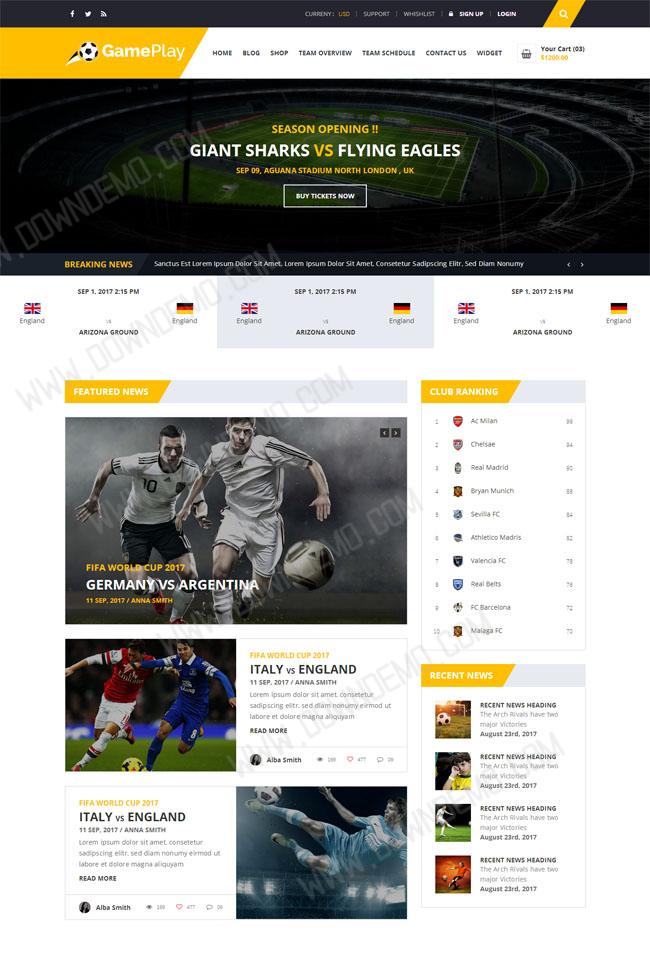 CURRENY : USD | SUPPORT | WHISHLIST | SIGN UP | LOGIN
GamePlay
HOME BLOG SHOP TEAM OVERVIEW TEAM SCHEDULE CONTACT US WIDGET
Your Cart (03)
$1200.00
SEASON OPENING !!
GIANT SHARKS VS FLYING EAGLES
SEP 09, AGUANA STADIUM NORTH LONDON , UK
BUY TICKETS NOW
BREAKING NEWS
Sanctus Est Lorem Ipsum Dolor Sit Amet, Lorem Ipsum Dolor Sit Amet, Consetetur Sadipscing Elitr, Sed Diam Nonumy
SEP 1, 2017 2:15 PM
England vs England
ARIZONA GROUND
SEP 1, 2017 2:15 PM
England vs England
ARIZONA GROUND
SEP 1, 2017 2:15 PM
England vs England
ARIZONA GROUND
FEATURED NEWS
10
FIFA WORLD CUP 2017
GERMANY VS ARGENTINA
11 SEP, 2017 / ANNA SMITH
8
FIFA WORLD CUP 2017
ITALY VS ENGLAND
11 SEP, 2017 / ANNA SMITH
Lorem ipsum dolor sit amet, consetetur
sadipscing elitr, sed diam nonumy eirmod ut
labore et dolore magna aliquyam
READ MORE
Alba Smith 189 477 09
FIFA WORLD CUP 2017
ITALY VS ENGLAND
11 SEP, 2017 / ANNA SMITH
Lorem ipsum dolor sit amet, consetetur
sadipscing elitr, sed diam nonumy eirmod ut
labore et dolore magna aliquyam
READ MORE
Alba Smith 189 477 09
CLUB RANKING
1 Ac Milan 99
2 Chelsae 94
3 Real Madrid 90
4 Bryan Munich 88
5 Sevilla FC 84
6 Athletico Madris 82
7 Valencia FC 78
8 Real Belts 76
9 FC Barcelona 72
10 Malaga FC 70
RECENT NEWS
RECENT NEWS HEADING
The Arch Rivals have two
major Victories
August 23rd, 2017
RECENT NEWS HEADING
The Arch Rivals have two
major Victories
August 23rd, 2017
RECENT NEWS HEADING
The Arch Rivals have two
major Victories
August 23rd, 2017
RECENT NEWS HEADING
The Arch Rivals have two
major Victories
August 23rd, 2017
WWW.DOWNDEMO.COM
WWW.DOWNDEMO.COM
WWW.DOWNDEMO.COM
WWW.DOWNDEMO.COM